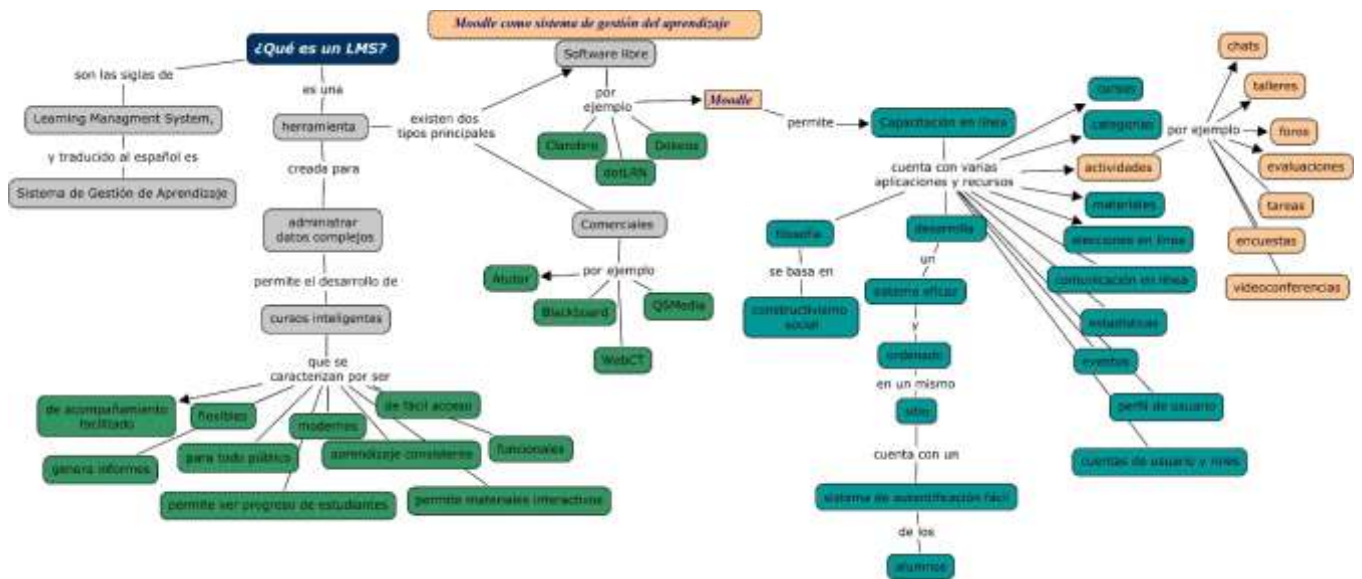 Moodle como sistema de gestión del aprendizaje
¿Qué es un LMS?
son las siglas de
Learning Managment System,
y traducido al español es
Sistema de Gestión de Aprendizaje
es una
herramienta
creada para
administrar
datos complejos
permite el desarrollo de
cursos inteligentes
que se
caracterizan por ser
de acompañamiento
facilitado
flexibles
modernos
de fácil acceso
genera informes
para todo público
aprendizaje consistente
funcionales
permite ver progreso de estudiantes
permite materiales interactivos
existen dos
tipos principales
Software libre
por
ejemplo
Claroline
dotLRN
Dokeos
Moodle
Comerciales
por ejemplo
Atutor
Blackboard
QSMedia
WebCT
permite
Capacitación en línea
cuenta con varias
aplicaciones y recursos
filosofía
se basa en
constructivismo
social
desarrolla
un
sistema eficaz
y
ordenado
en un mismo
sitio
cuenta con un
sistema de autentificación fácil
de los
alumnos
cursos
categorías
actividades
materiales
elecciones en línea
comunicación en línea
estadísticas
eventos
perfil de usuario
cuentas de usuario y roles
por ejemplo
chats
talleres
foros
evaluaciones
tareas
encuestas
videoconferencias